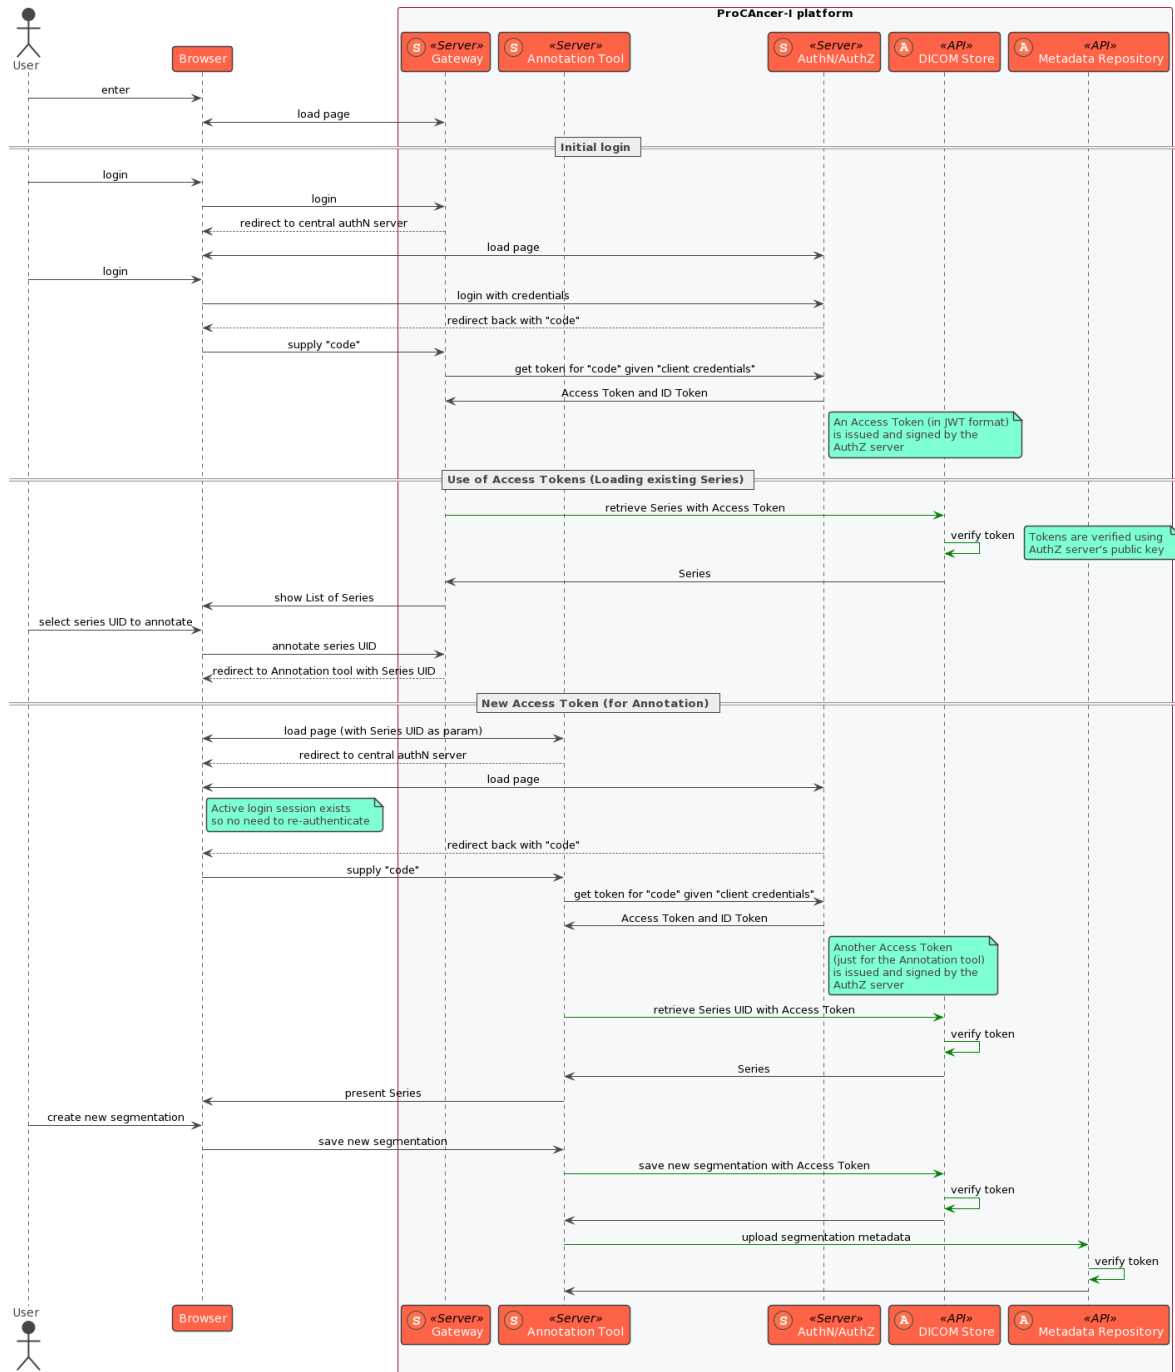 ProCAncer-I platform
User
Browser
S «Server»
Gateway
S «Server»
Annotation Tool
S «Server»
AuthN/AuthZ
A «API»
DICOM Store
A «API»
Metadata Repository
enter
load page
Initial login
login
login
redirect to central authN server
load page
login
login with credentials
redirect back with "code"
supply "code"
get token for "code" given "client credentials"
Access Token and ID Token
An Access Token (in JWT format)
is issued and signed by the
AuthZ server
Use of Access Tokens (Loading existing Series)
retrieve Series with Access Token
verify token
Tokens are verified using
AuthZ server's public key
Series
show List of Series
select series UID to annotate
annotate series UID
redirect to Annotation tool with Series UID
New Access Token (for Annotation)
load page (with Series UID as param)
redirect to central authN server
load page
Active login session exists
so no need to re-authenticate
redirect back with "code"
supply "code"
get token for "code" given "client credentials"
Access Token and ID Token
Another Access Token
(just for the Annotation tool)
is issued and signed by the
AuthZ server
retrieve Series UID with Access Token
verify token
Series
present Series
create new segmentation
save new segmentation
save new segmentation with Access Token
verify token
upload segmentation metadata
verify token
User
Browser
S «Server»
Gateway
S «Server»
Annotation Tool
S «Server»
AuthN/AuthZ
A «API»
DICOM Store
A «API»
Metadata Repository